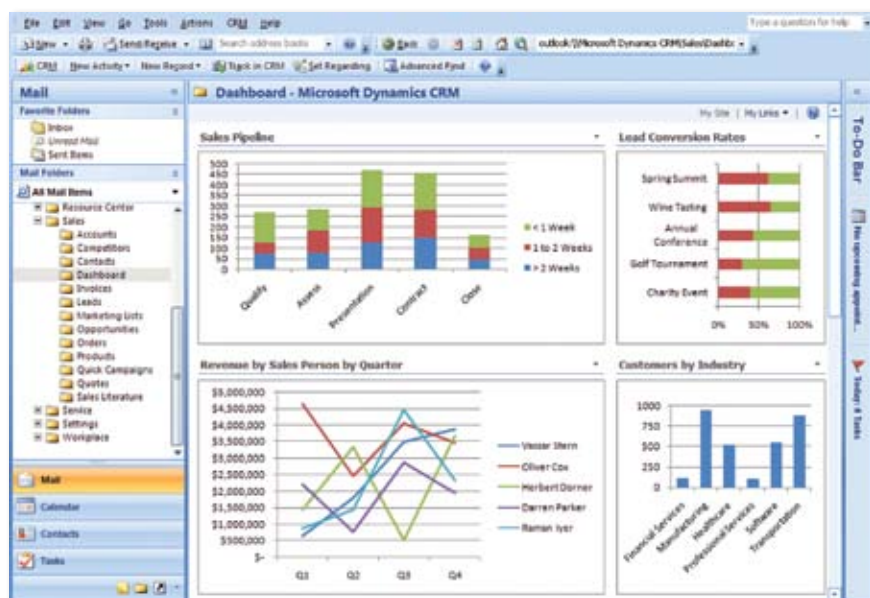 File Edit View Go Tools Actions CRM Help
Type a question for help
New Send/Receive Search address books Back
CRM New Activity New Record Track in CRM Set Regarding Advanced Find
Mail
Dashboard - Microsoft Dynamics CRM
Favorite Folders
Inbox
Unread Mail
Sent Items
Mail Folders
All Mail Items
Resource Center
Sales
Accounts
Competitors
Contacts
Dashboard
Invoices
Leads
Marketing Lists
Opportunities
Orders
Products
Quick Campaigns
Quotes
Sales Literature
Service
Settings
Workplace
Mail
Calendar
Contacts
Tasks
My Site | My Links
Sales Pipeline
500
450
400
350
300
250
200
150
100
50
0
Qualify
Assess
Presentation
Contract
Close
< 1 Week
1 to 2 Weeks
> 2 Weeks
Lead Conversion Rates
Spring Summit
Wine Tasting
Annual
Conference
Golf Tournament
Charity Event
0% 50% 100%
Revenue by Sales Person by Quarter
$5,000,000
$4,500,000
$4,000,000
$3,500,000
$3,000,000
$2,500,000
$2,000,000
$1,500,000
$1,000,000
$500,000
$-
Q1 Q2 Q3 Q4
Vassar Stern
Oliver Cox
Herbert Dorner
Darren Parker
Raman Iyer
Customers by Industry
1000
750
500
250
0
Financial Services
Manufacturing
Healthcare
Professional Services
Software
Transportation
To-Do Bar
No upcoming appoint...
Today: 6 Tasks